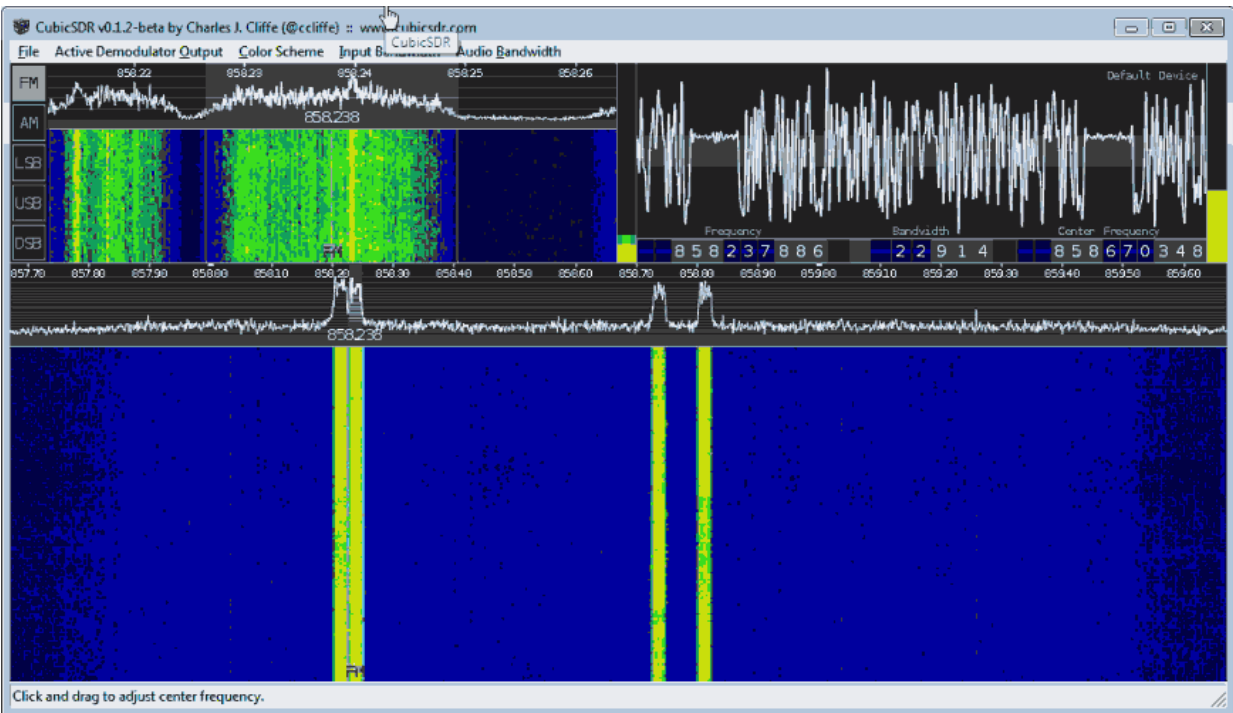 CubicSDR v0.1.2-beta by Charles J. Cliffe (@ccliffe) :: www.cubicsdr.com
CubicSDR
File Active Demodulator Output Color Scheme Input Audio Bandwidth
858.22 858.23 858.24 858.25 858.26
Default Device
FM
858.238
AM
LSB
USB
DSB
Frequency Bandwidth Center Frequency
858237886 22914 858670348
857.70 857.80 857.90 858.00 858.10 858.20 858.30 858.40 858.50 858.60 858.70 858.80 858.90 859.00 859.10 859.20 859.30 859.40 859.50 859.60
858.238
Click and drag to adjust center frequency.